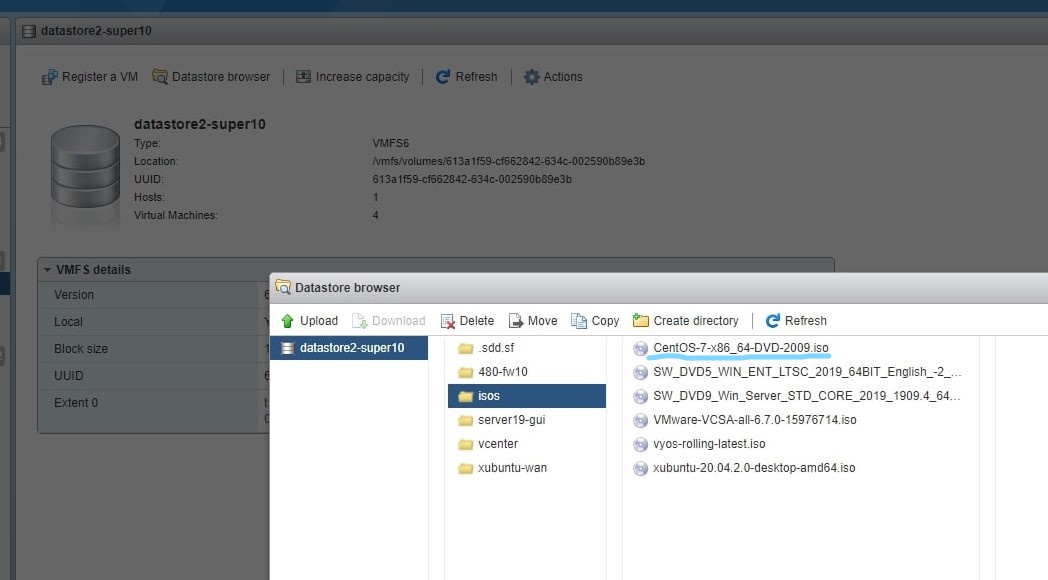 datastore2-super10
Register a VM Datastore browser Increase capacity Refresh Actions
datastore2-super10
Type: VMFS6
Location: /vmfs/volumes/613a1f59-cf662842-634c-002590b89e3b
UUID: 613a1f59-cf662842-634c-002590b89e3b
Hosts: 1
Virtual Machines: 4
VMFS details
Version
Local
Block size
UUID
Extent 0
Datastore browser
Upload Download Delete Move Copy Create directory Refresh
datastore2-super10 .sdd.sf CentOS-7-x86_64-DVD-2009.iso
480-fw10 SW_DVD5_WIN_ENT_LTSC_2019_64BIT_English_-2_...
isos SW_DVD9_Win_Server_STD_CORE_2019_1909.4_64...
server19-gui VMware-VCSA-all-6.7.0-15976714.iso
vcenter vyos-rolling-latest.iso
xubuntu-wan xubuntu-20.04.2.0-desktop-amd64.iso